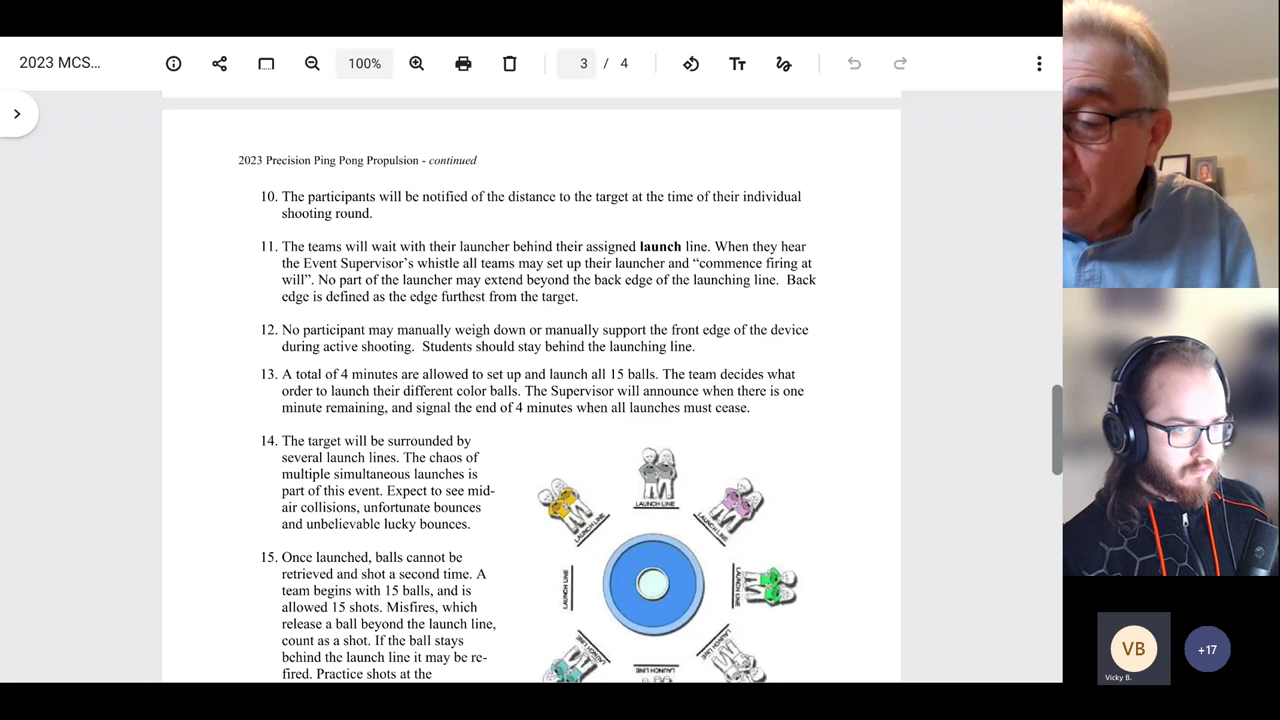 2023 MCS...
100%
3 / 4
2023 Precision Ping Pong Propulsion - continued
10. The participants will be notified of the distance to the target at the time of their individual
shooting round.
11. The teams will wait with their launcher behind their assigned launch line. When they hear
the Event Supervisor's whistle all teams may set up their launcher and “commence firing at
will”. No part of the launcher may extend beyond the back edge of the launching line. Back
edge is defined as the edge furthest from the target.
12. No participant may manually weigh down or manually support the front edge of the device
during active shooting. Students should stay behind the launching line.
13. A total of 4 minutes are allowed to set up and launch all 15 balls. The team decides what
order to launch their different color balls. The Supervisor will announce when there is one
minute remaining, and signal the end of 4 minutes when all launches must cease.
14. The target will be surrounded by
several launch lines. The chaos of
multiple simultaneous launches is
part of this event. Expect to see mid-
air collisions, unfortunate bounces
and unbelievable lucky bounces.
15. Once launched, balls cannot be
retrieved and shot a second time. A
team begins with 15 balls, and is
allowed 15 shots. Misfires, which
release a ball beyond the launch line,
count as a shot. If the ball stays
behind the launch line it may be re-
fired. Practice shots at the
LAUNCH LINE
LAUNCH LINE
LAUNCH LINE
LAUNCH LINE
LAUNCH LINE
LAUNCH LINE
LAUNCH LINE
LAUNCH LINE
VB
+17
Vicky B.